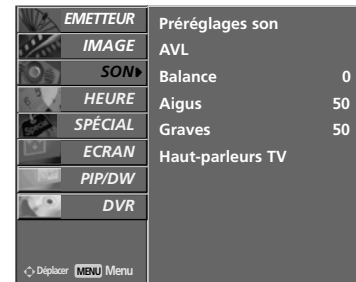 EMETTEUR
IMAGE
SON
HEURE
SPÉCIAL
ECRAN
PIP/DW
DVR
Déplacer MENU Menu
Préréglages son
AVL
Balance 0
Aigus 50
Graves 50
Haut-parleurs TV